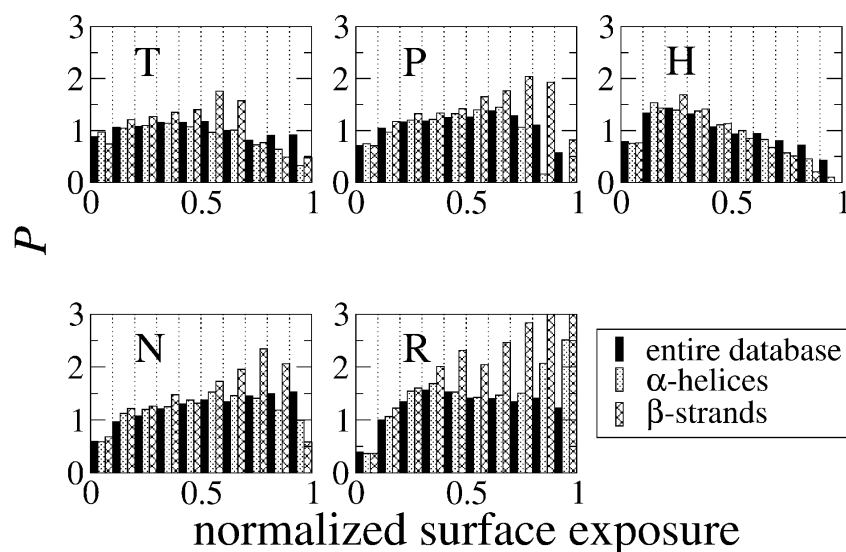 3 3 3
T P H
2 2 2
1 1 1
0 0 0
0 0.5 1 0 0.5 1 0 0.5 1
P
3 3
N R
2 2
1 1
0 0
0 0.5 1 0 0.5 1
entire database
α-helices
β-strands
normalized surface exposure